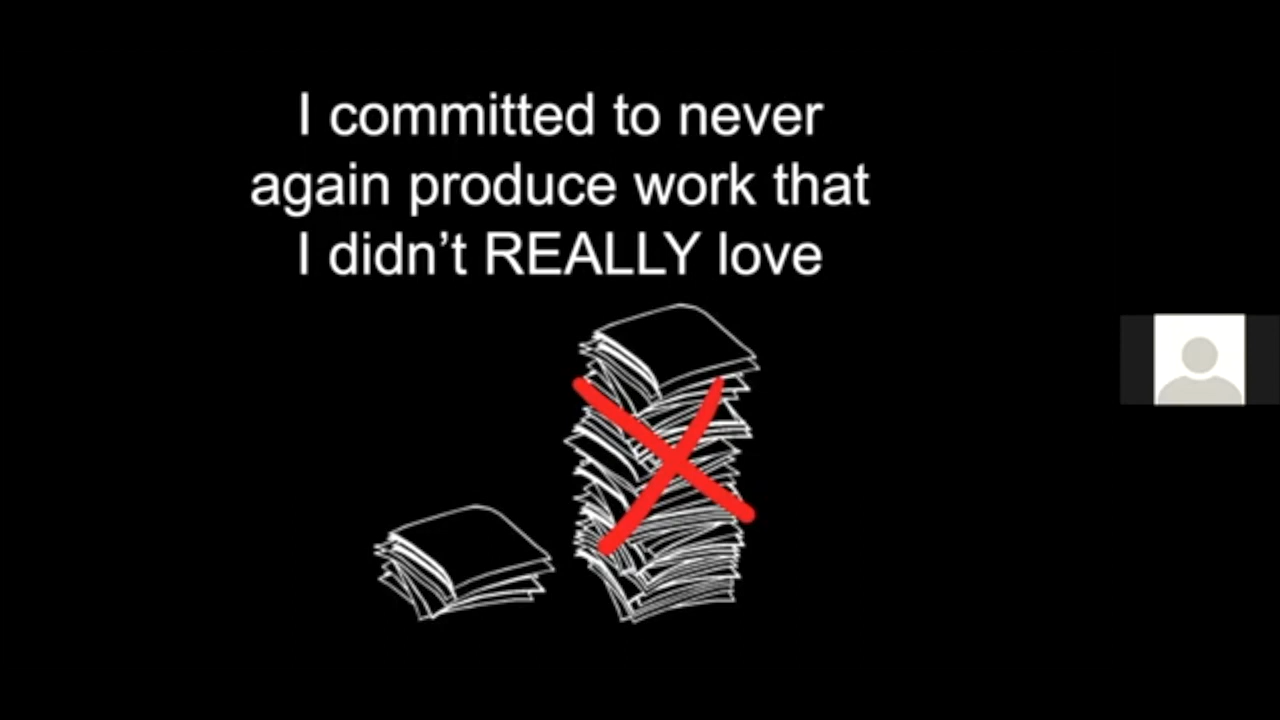 I committed to never
again produce work that
I didn’t REALLY love